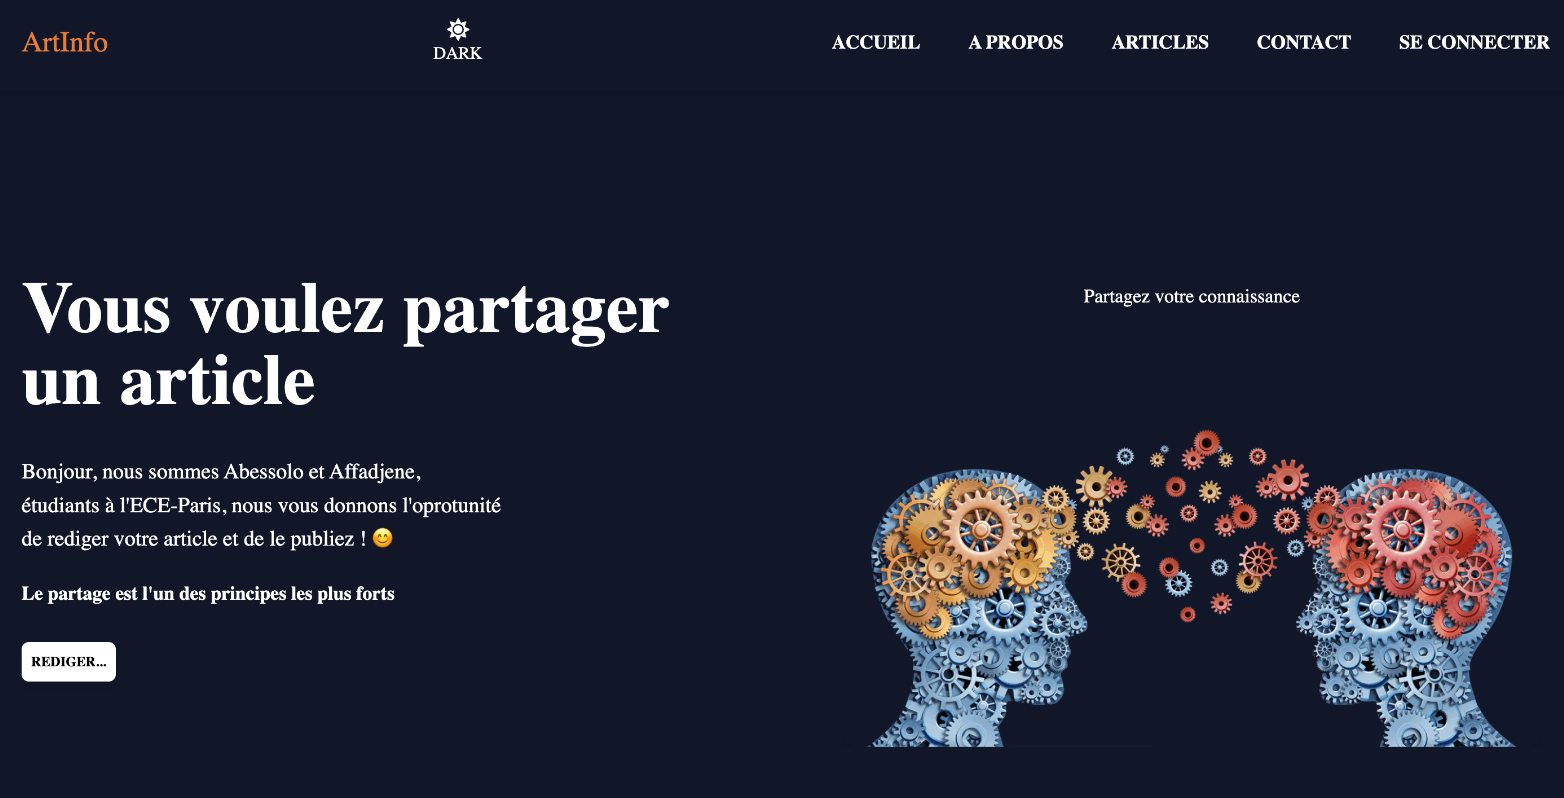 ArtInfo
DARK
ACCUEIL
A PROPOS
ARTICLES
CONTACT
SE CONNECTER
Vous voulez partager
un article
Bonjour, nous sommes Abessolo et Affadjene,
étudiants à l'ECE-Paris, nous vous donnons l'oprotunité
de rediger votre article et de le publiez ! 😊
Le partage est l'un des principes les plus forts
REDIGER...
Partagez votre connaissance